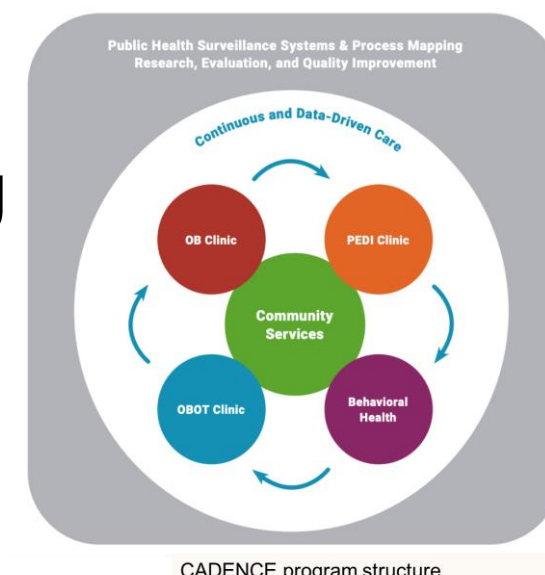 Public Health Surveillance Systems & Process Mapping
Research, Evaluation, and Quality Improvement
Continuous and Data-Driven Care
OB Clinic
PEDI Clinic
Community
Services
OBOT Clinic
Behavioral
Health
CADENCE program structure